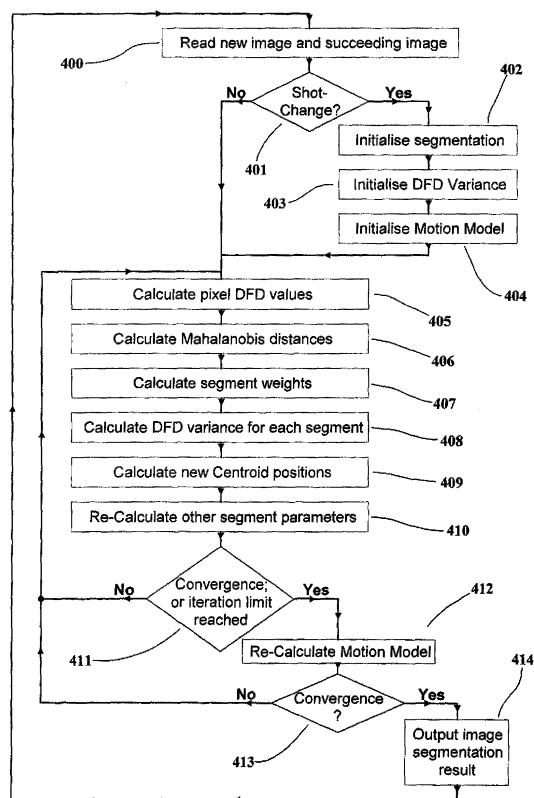 Read new image and succeeding image
400
Shot-
Change?
No
Yes
401
402
Initialise segmentation
Initialise DFD Variance
403
Initialise Motion Model
404
Calculate pixel DFD values
405
Calculate Mahalanobis distances
406
Calculate segment weights
407
Calculate DFD variance for each segment
408
Calculate new Centroid positions
409
Re-Calculate other segment parameters
410
Convergence;
or iteration limit
reached
No
Yes
411
412
Re-Calculate Motion Model
Convergence
?
No
Yes
413
414
Output image
segmentation
result